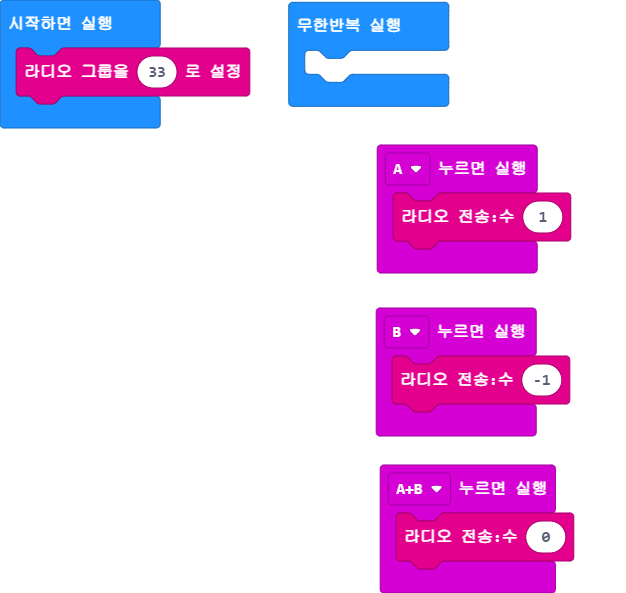 시작하면 실행
라디오 그룹을 33 로 설정
무한반복 실행
A 누르면 실행
라디오 전송:수 1
B 누르면 실행
라디오 전송:수 -1
A+B 누르면 실행
라디오 전송:수 0